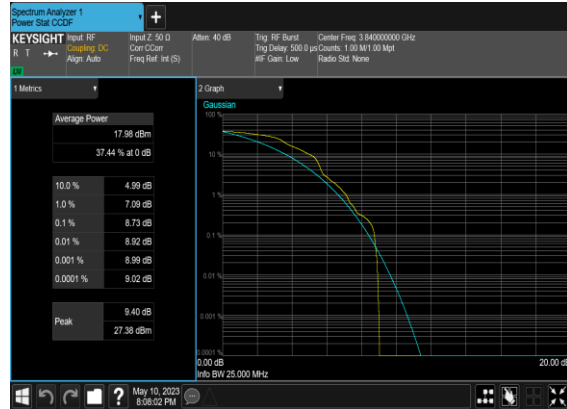 Spectrum Analyzer 1
Power Stat CCDF
KEYSIGHT
R T
Input: RF
Coupling: DC
Align: Auto
Input Z: 50 Ω
Corr CCorr
Freq Ref: Int (S)
Atten: 40 dB
Trig: RF Burst
Trig Delay: 500.0 µs
#IF Gain: Low
Center Freq: 3.840000000 GHz
Counts: 1.00 M/1.00 Mpt
Radio Std: None
1 Metrics
Average Power
17.98 dBm
37.44 % at 0 dB
10.0 % 4.99 dB
1.0 % 7.09 dB
0.1 % 8.73 dB
0.01 % 8.92 dB
0.001 % 8.99 dB
0.0001 % 9.02 dB
Peak
9.40 dB
27.38 dBm
2 Graph
Gaussian
100 %
10 %
1 %
0.1 %
0.01 %
0.001 %
0.0001 %
0.00 dB
20.00 dB
Info BW 25.000 MHz
?
May 10, 2023
8:08:02 PM